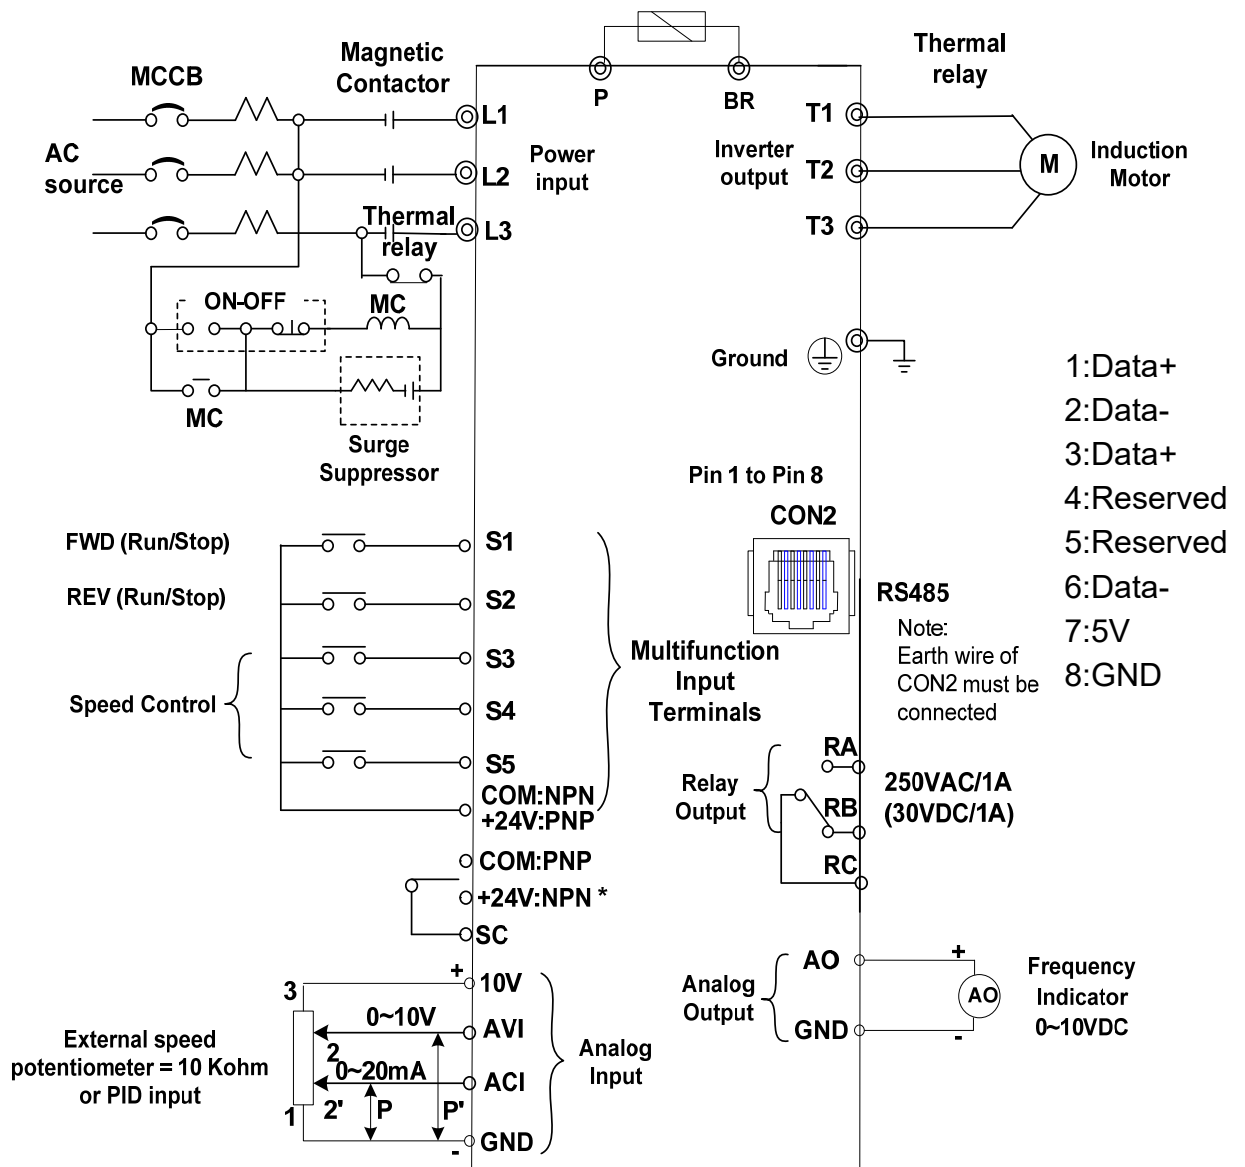 MCCB
Magnetic
Contactor
AC
source
L1
L2
L3
Power
input
P
BR
Thermal
relay
T1
T2
T3
Inverter
output
M
Induction
Motor
Thermal
relay
ON-OFF
MC
MC
Surge
Suppressor
Ground
1:Data+
2:Data-
3:Data+
4:Reserved
5:Reserved
6:Data-
7:5V
8:GND
Pin 1 to Pin 8
CON2
RS485
Note:
Earth wire of
CON2 must be
connected
FWD (Run/Stop)
REV (Run/Stop)
Speed Control
S1
S2
S3
S4
S5
COM:NPN
+24V:PNP
COM:PNP
+24V:NPN *
SC
Multifunction
Input
Terminals
Relay
Output
RA
RB
RC
250VAC/1A
(30VDC/1A)
Analog
Output
AO
GND
+
-
AO
Frequency
Indicator
0~10VDC
External speed
potentiometer = 10 Kohm
or PID input
3
2
2'
1
+
10V
0~10V
AVI
0~20mA
ACI
P
P'
-
GND
Analog
Input